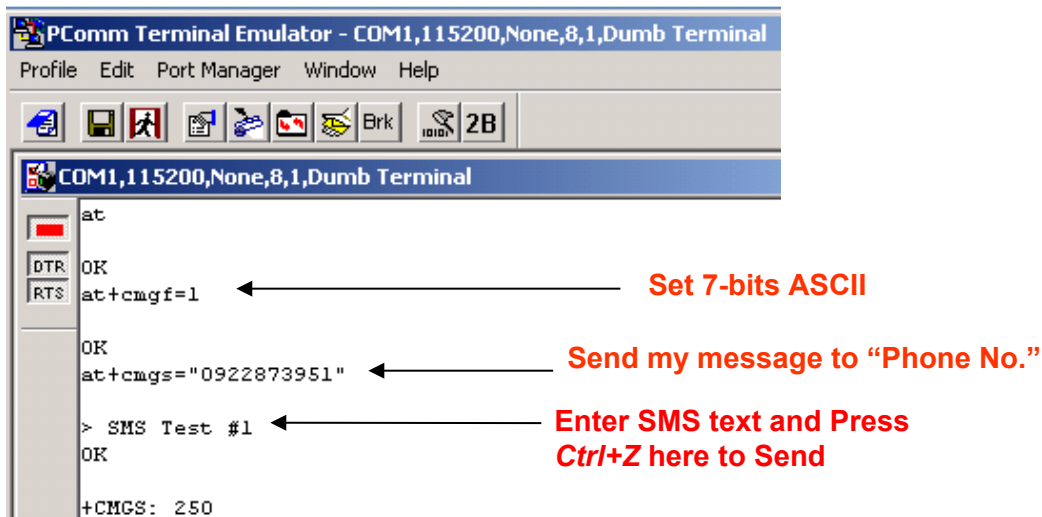 PComm Terminal Emulator - COM1,115200,None,8,1,Dumb Terminal
Profile Edit Port Manager Window Help
Brk 2B
COM1,115200,None,8,1,Dumb Terminal
at
DTR OK
RTS at+cmgf=1 Set 7-bits ASCII
OK
at+cmgs="0922873951" Send my message to “Phone No.”
> SMS Test #1 Enter SMS text and Press
OK Ctrl+Z here to Send
+CMGS: 250